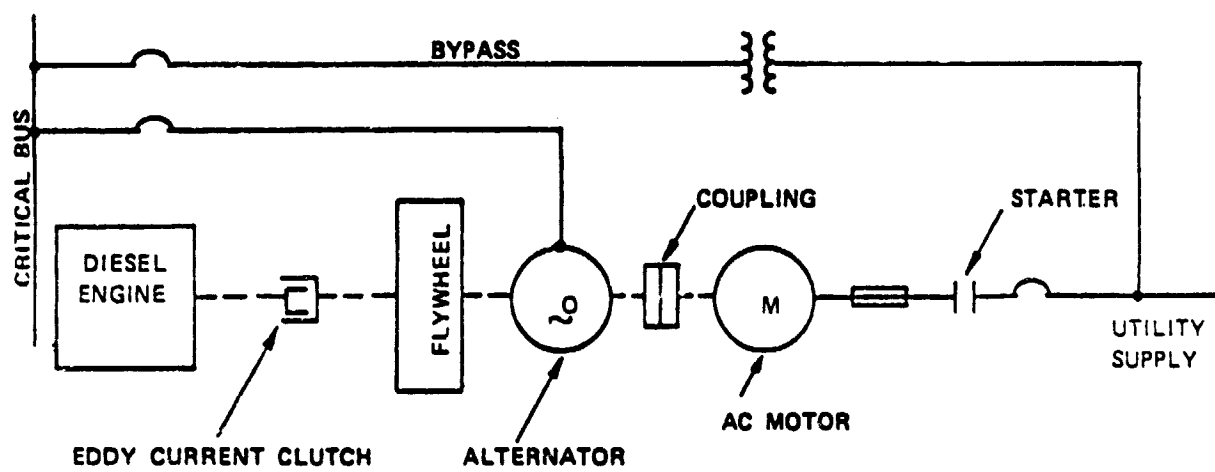 BYPASS
CRITICAL BUS
COUPLING
STARTER
DIESEL
ENGINE
FLYWHEEL
M
UTILITY
SUPPLY
AC MOTOR
EDDY CURRENT CLUTCH
ALTERNATOR